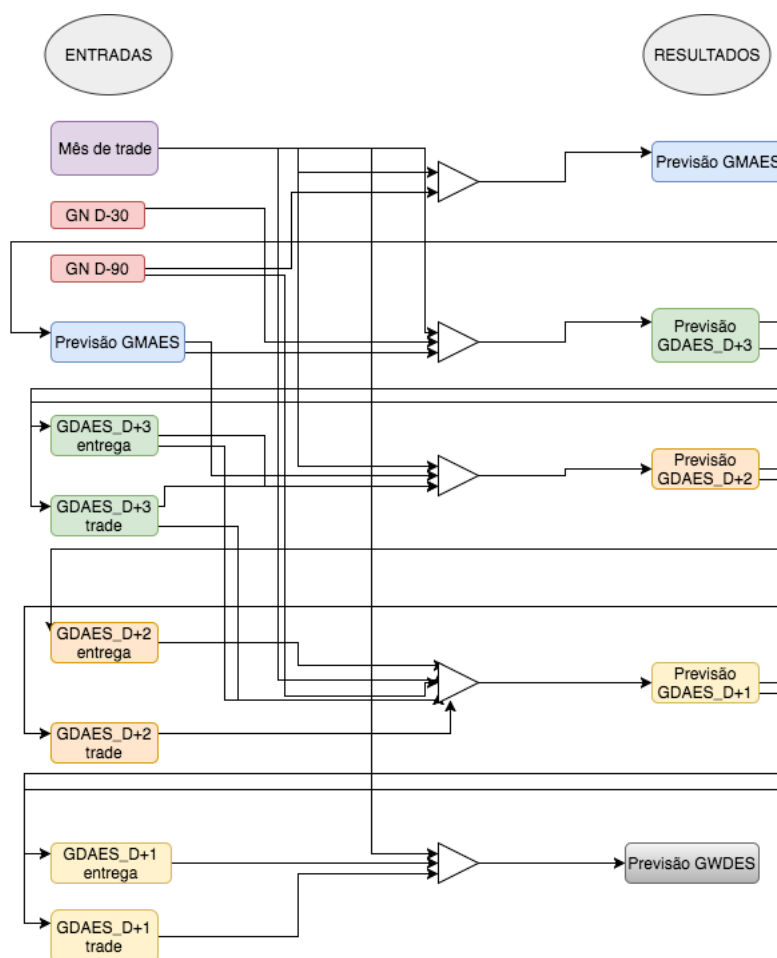 ENTRADAS
RESULTADOS
Mês de trade
Previsão GMAES
GN D-30
GN D-90
Previsão GMAES
Previsão
GDAES_D+3
GDAES_D+3
entrega
Previsão
GDAES_D+2
GDAES_D+3
trade
GDAES_D+2
entrega
Previsão
GDAES_D+1
GDAES_D+2
trade
GDAES_D+1
entrega
Previsão GWDES
GDAES_D+1
trade